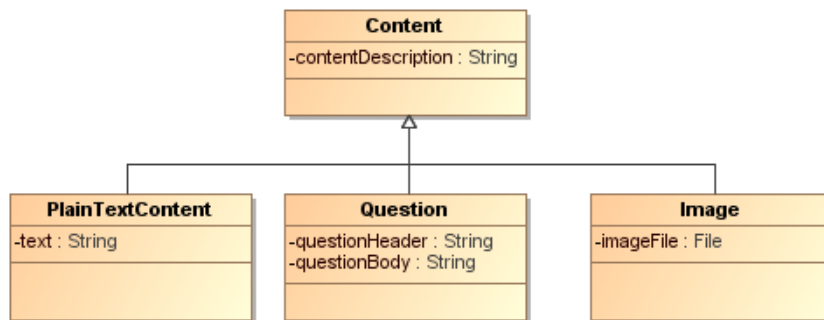 Content
-contentDescription : String
PlainTextContent
-text : String
Question
-questionHeader : String
-questionBody : String
Image
-imageFile : File